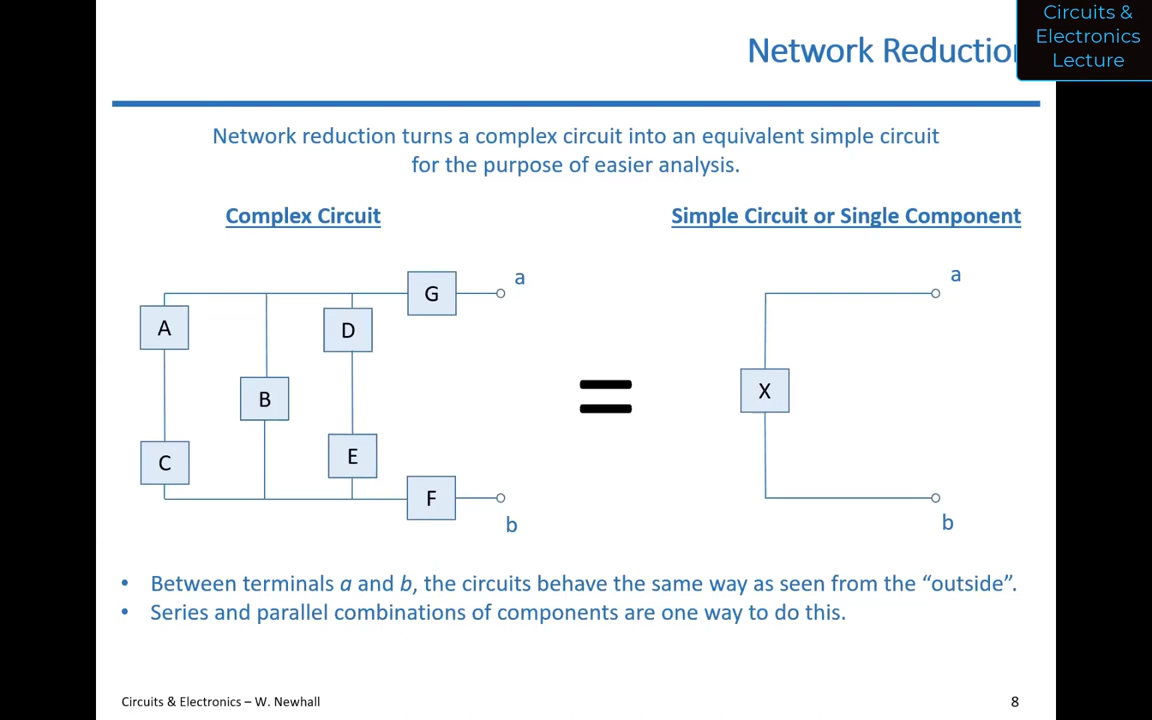 Circuits &
Electronics
Lecture
Network Reduction
Network reduction turns a complex circuit into an equivalent simple circuit
for the purpose of easier analysis.
Complex Circuit
Simple Circuit or Single Component
a
G
A
D
B
E
C
F
b
a
X
b
• Between terminals a and b, the circuits behave the same way as seen from the “outside”.
• Series and parallel combinations of components are one way to do this.
Circuits & Electronics – W. Newhall
8